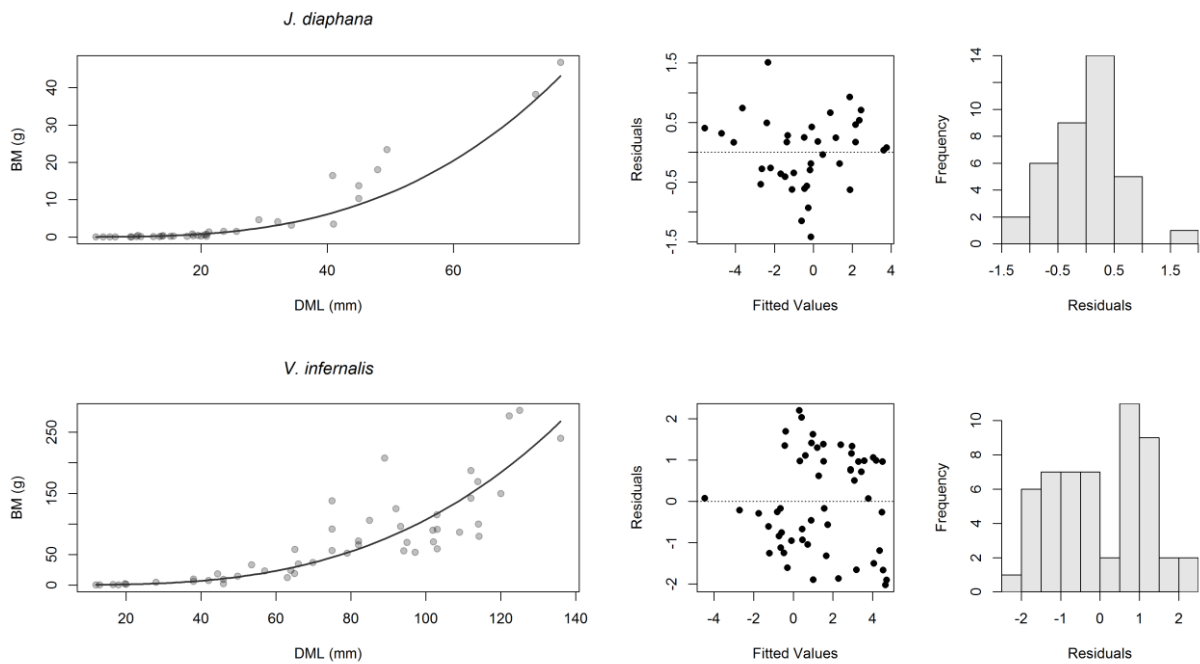 J. diaphana
BM (g)
0 10 20 30 40
20 40 60
DML (mm)
Residuals
-1.5 -0.5 0.5 1.5
-4 -2 0 2 4
Fitted Values
Frequency
0 2 4 6 8 10 14
-1.5 -0.5 0.5 1.5
Residuals
V. infernalis
BM (g)
0 50 150 250
20 40 60 80 100 120 140
DML (mm)
Residuals
-2 -1 0 1 2
-4 -2 0 2 4
Fitted Values
Frequency
0 2 4 6 8 10
-2 -1 0 1 2
Residuals